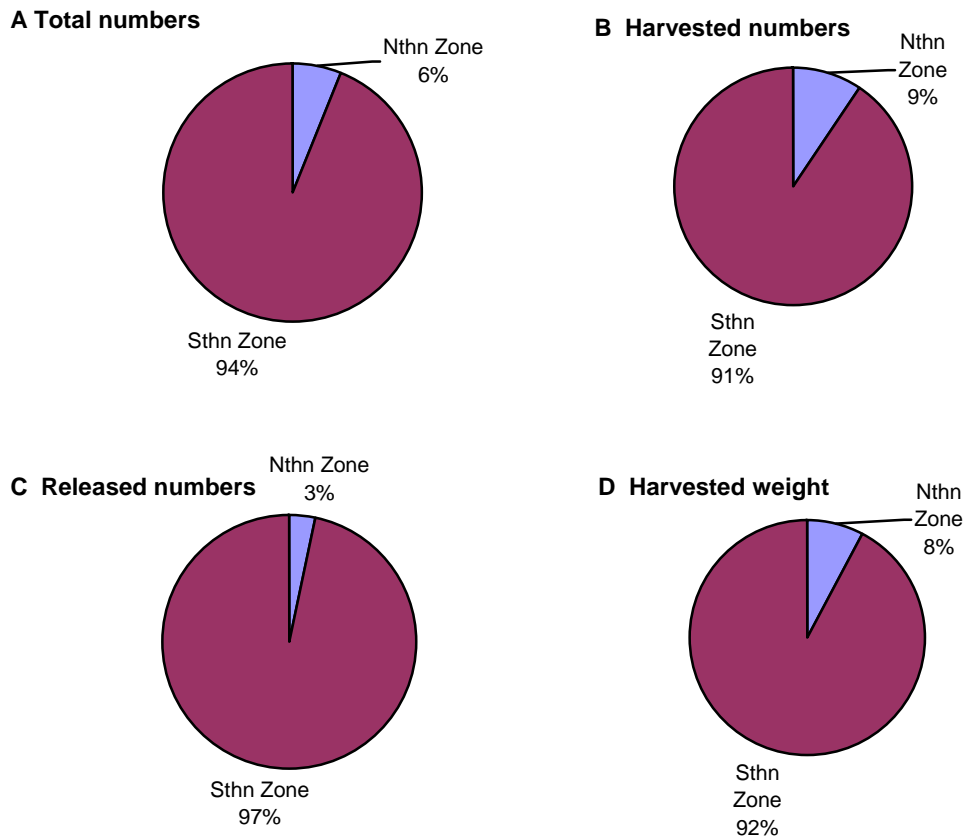 A Total numbers
Nthn Zone
6%
Sthn Zone
94%
B Harvested numbers
Nthn
Zone
9%
Sthn
Zone
91%
C Released numbers
Nthn Zone
3%
Sthn Zone
97%
D Harvested weight
Nthn
Zone
8%
Sthn
Zone
92%